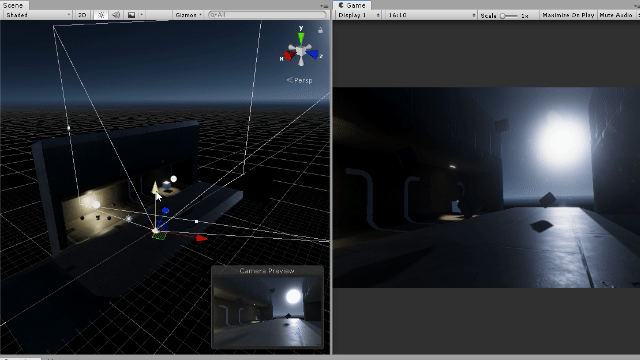 Scene
Shaded
2D
Gizmos
All
y
x
z
Persp
Camera Preview
Game
Display 1
16:10
Scale
1x
Maximize On Play
Mute Audio